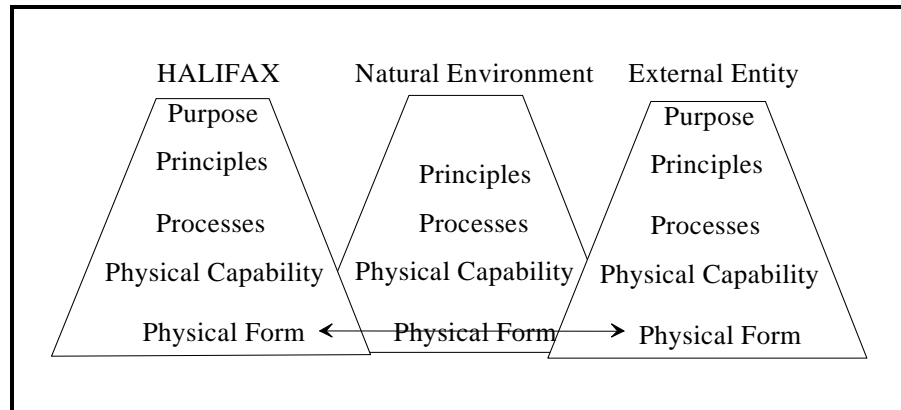 HALIFAX
Purpose
Principles
Processes
Physical Capability
Physical Form
Natural Environment
Principles
Processes
Physical Capability
Physical Form
External Entity
Purpose
Principles
Processes
Physical Capability
Physical Form